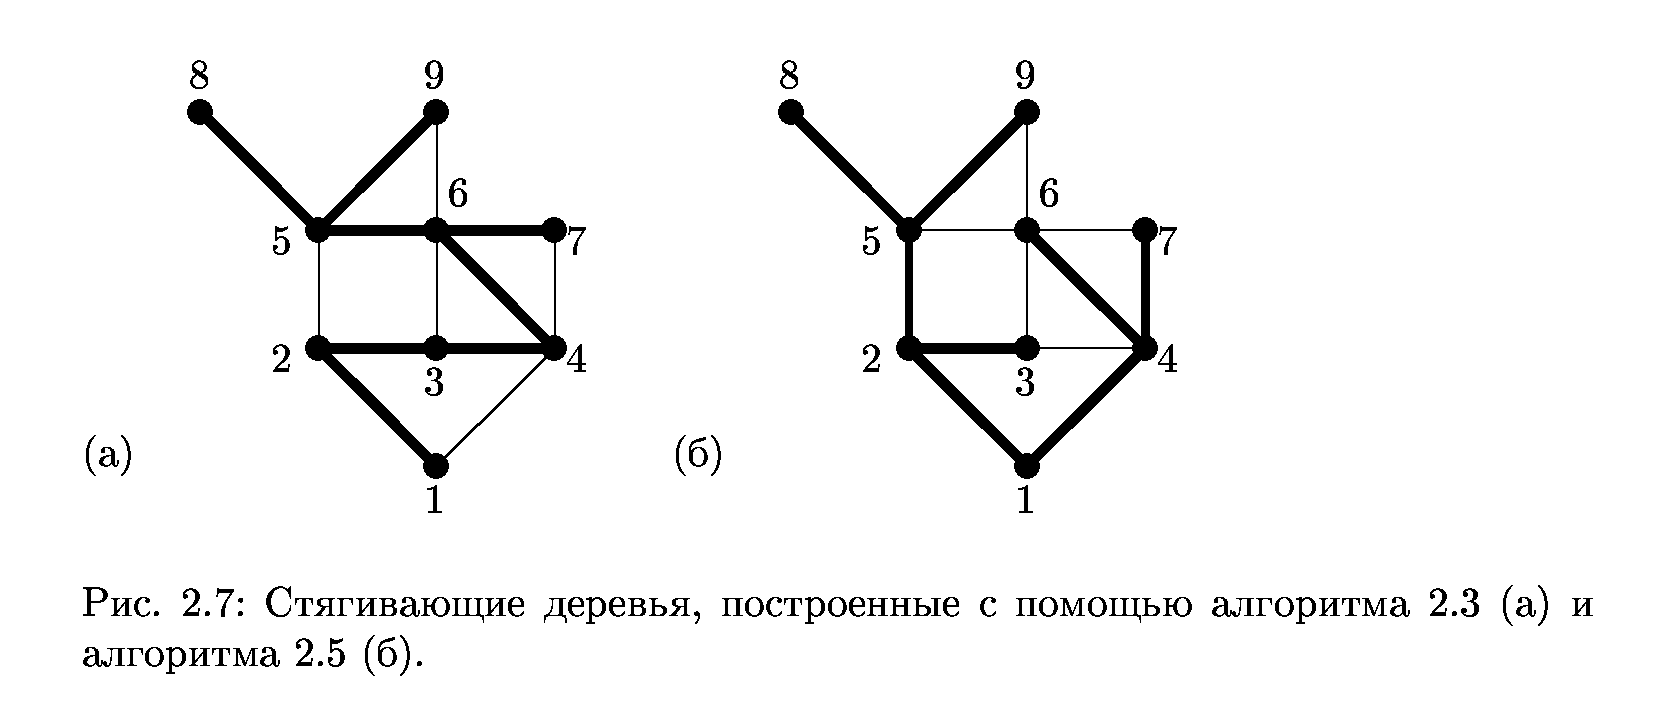 8 9 8 9
6 6
5 7 5 7
2 3 4 2 3 4
(а) (б)
1 1
Рис. 2.7: Стягивающие деревья, построенные с помощью алгоритма 2.3 (а) и
алгоритма 2.5 (б).